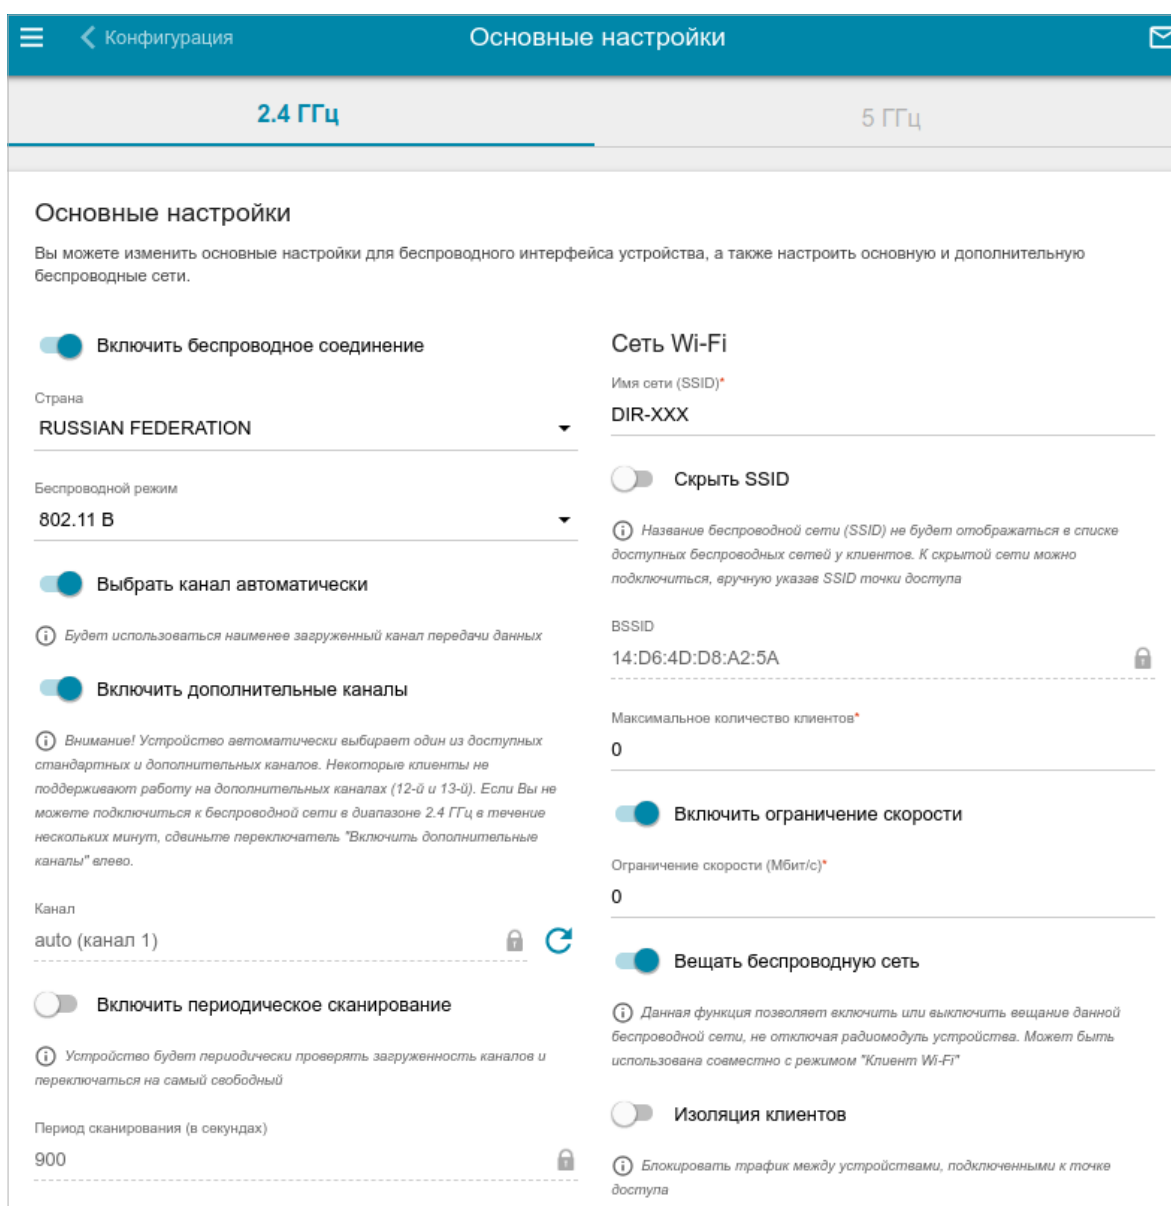 Конфигурация
Основные настройки
2.4 ГГц
5 ГГц
Основные настройки
Вы можете изменить основные настройки для беспроводного интерфейса устройства, а также настроить основную и дополнительную
беспроводные сети.
Включить беспроводное соединение
Страна
RUSSIAN FEDERATION
Беспроводной режим
802.11 B
Выбрать канал автоматически
Будет использоваться наименее загруженный канал передачи данных
Включить дополнительные каналы
Внимание! Устройство автоматически выбирает один из доступных
стандартных и дополнительных каналов. Некоторые клиенты не
поддерживают работу на дополнительных каналах (12-й и 13-й). Если Вы не
можете подключиться к беспроводной сети в диапазоне 2.4 ГГц в течение
нескольких минут, сдвиньте переключатель "Включить дополнительные
каналы" влево.
Канал
auto (канал 1)
Включить периодическое сканирование
Устройство будет периодически проверять загруженность каналов и
переключаться на самый свободный
Период сканирования (в секундах)
900
Сеть Wi-Fi
Имя сети (SSID)*
DIR-XXX
Скрыть SSID
Название беспроводной сети (SSID) не будет отображаться в списке
доступных беспроводных сетей у клиентов. К скрытой сети можно
подключиться, вручную указав SSID точки доступа
BSSID
14:D6:4D:D8:A2:5A
Максимальное количество клиентов*
0
Включить ограничение скорости
Ограничение скорости (Мбит/с)*
0
Вещать беспроводную сеть
Данная функция позволяет включить или выключить вещание данной
беспроводной сети, не отключая радиомодуль устройства. Может быть
использована совместно с режимом "Клиент Wi-Fi"
Изоляция клиентов
Блокировать трафик между устройствами, подключенными к точке
доступа